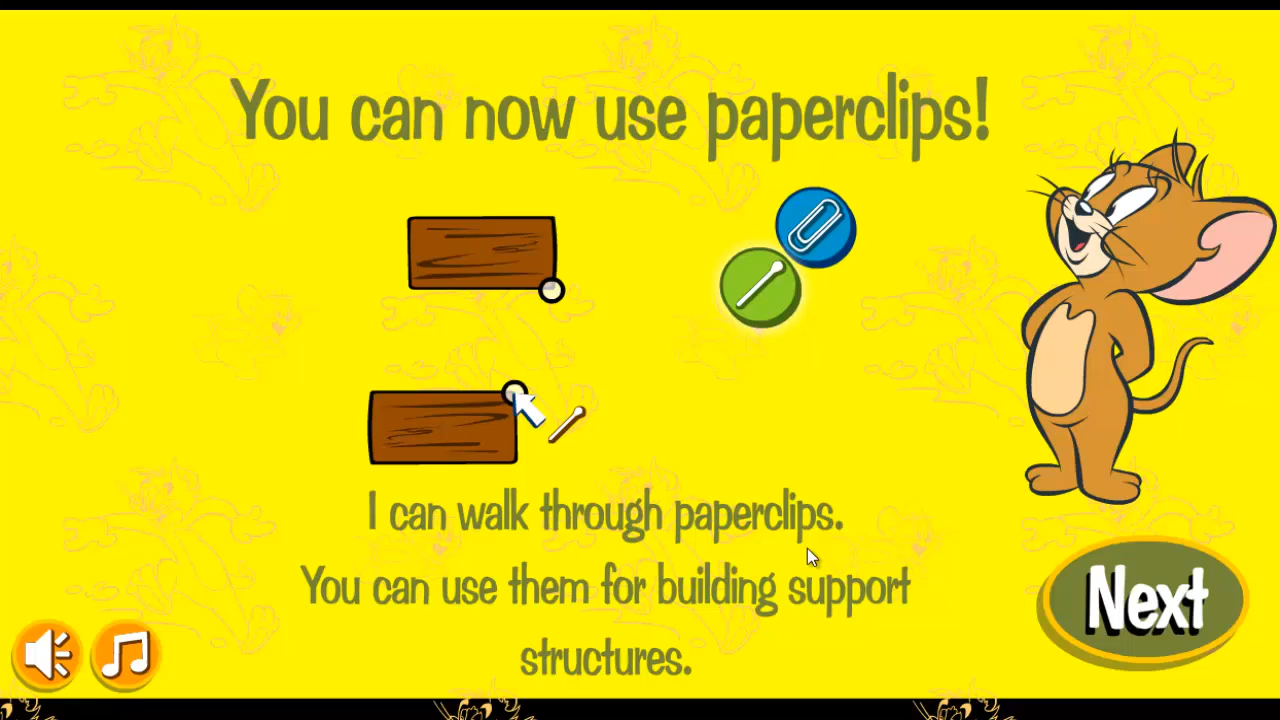 You can now use paperclips!
I can walk through paperclips.
You can use them for building support
structures.
Next